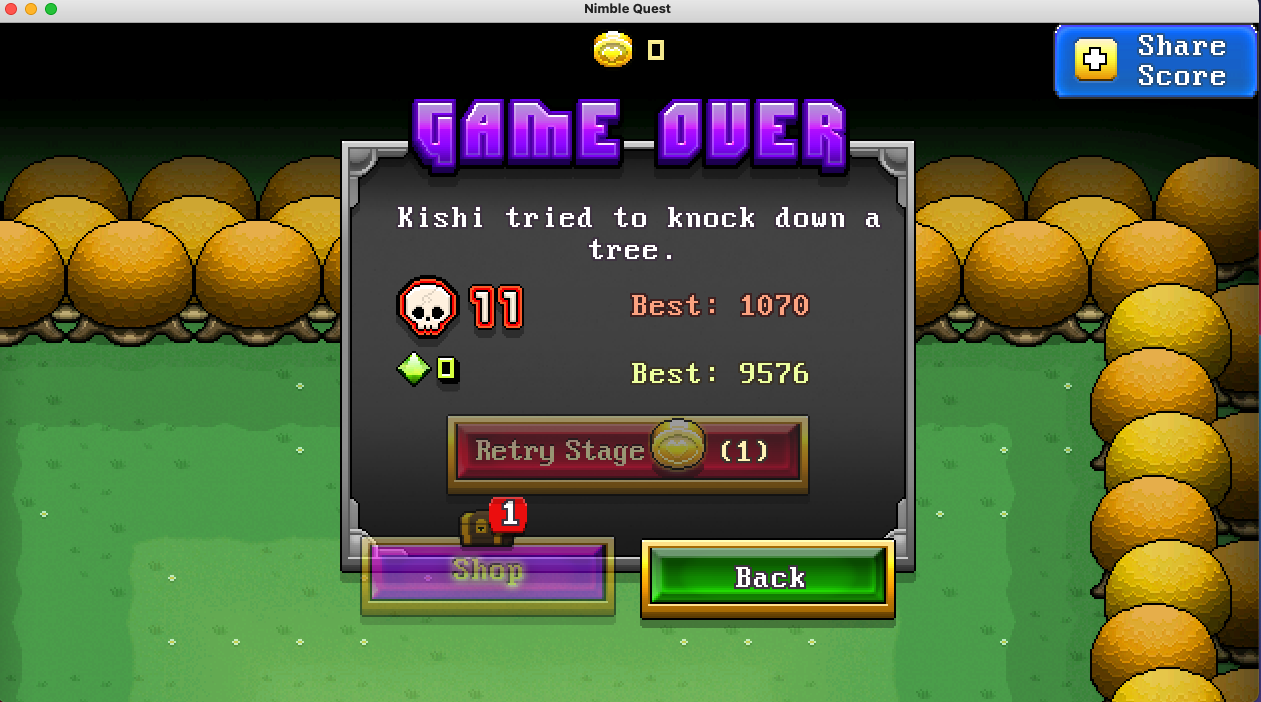 Nimble Quest
0
Share
Score
GAME OVER
Kishi tried to knock down a
tree.
11
Best: 1070
0
Best: 9576
Retry Stage (1)
1
Shop
Back